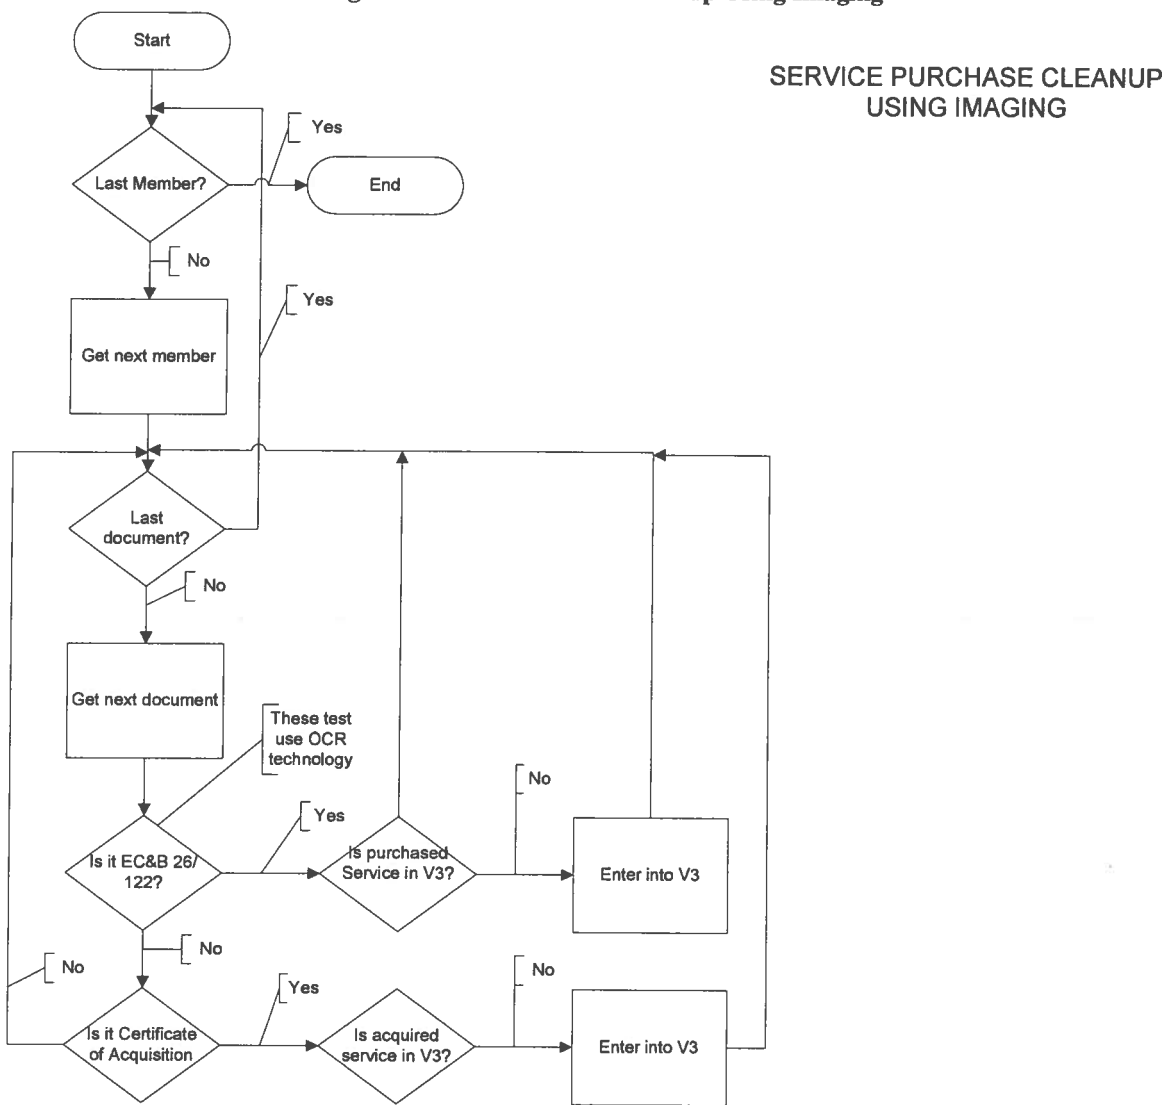 Using Imaging
Start
SERVICE PURCHASE CLEANUP
USING IMAGING
Yes
Last Member?
End
No
Yes
Get next member
Last
document?
No
Get next document
These test
use OCR
technology
No
Yes
Is it EC&B 26/
122?
Is purchased
Service in V3?
Enter into V3
No
No
No
Yes
Is it Certificate
of Acquisition
Is acquired
service in V3?
Enter into V3